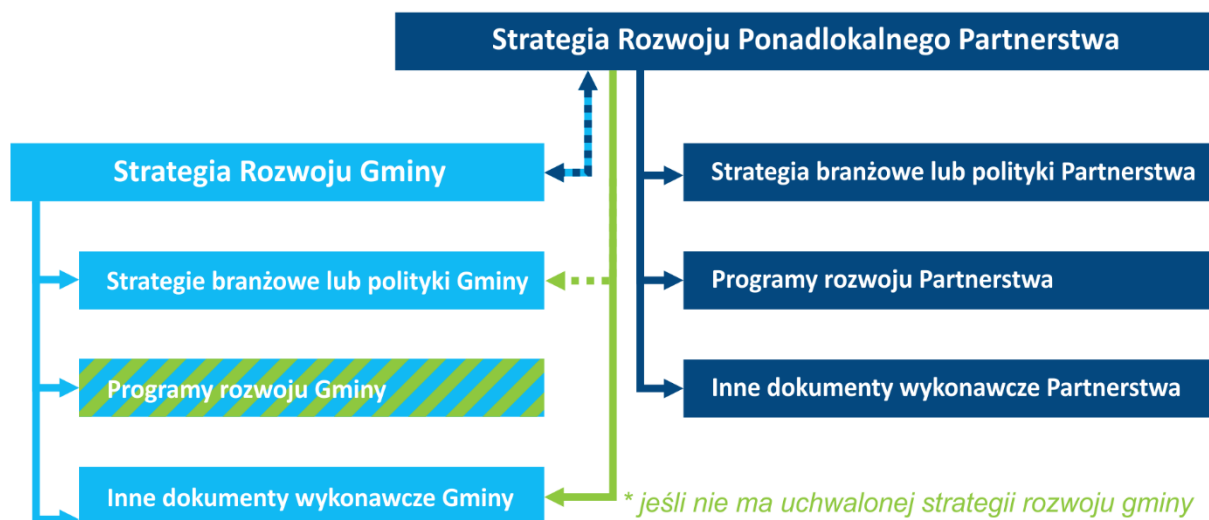 Strategia Rozwoju Ponadlokalnego Partnerstwa
Strategia Rozwoju Gminy
Strategie branżowe lub polityki Gminy
Programy rozwoju Gminy
Inne dokumenty wykonawcze Gminy
Strategia branżowe lub polityki Partnerstwa
Programy rozwoju Partnerstwa
Inne dokumenty wykonawcze Partnerstwa
* jeśli nie ma uchwalonej strategii rozwoju gminy